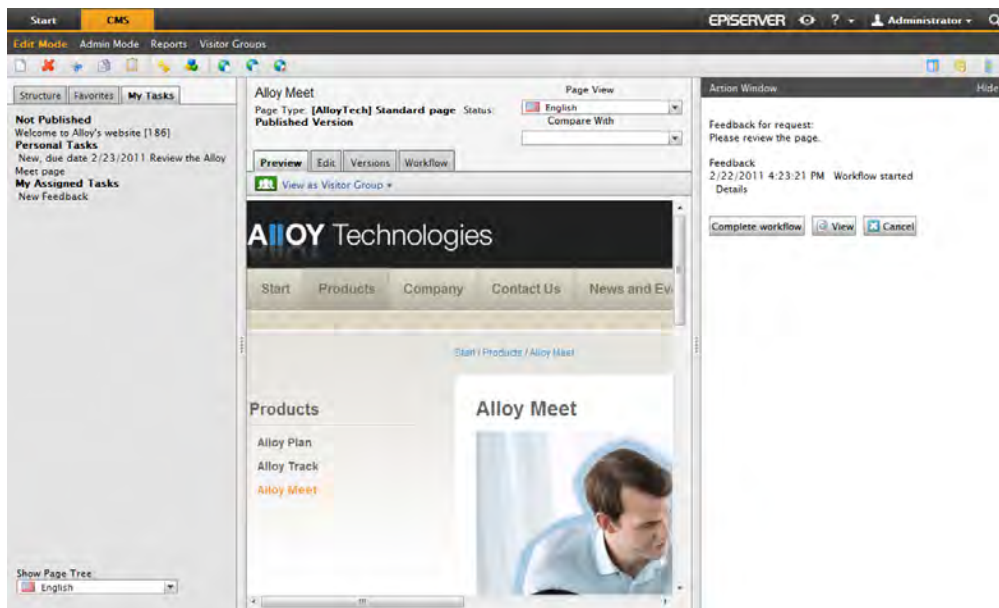 Start
CMS
EPISERVER
?
Administrator
Edit Mode Admin Mode Reports Visitor Groups
Structure Favorites My Tasks
Not Published
Welcome to Alloy's website [186]
Personal Tasks
New, due date 2/23/2011 Review the Alloy
Meet page
My Assigned Tasks
New Feedback
Show Page Tree
English
Alloy Meet
Page Type: [AlloyTech] Standard page Status:
Published Version
Page View
English
Compare With
Preview Edit Versions Workflow
View as Visitor Group
ALLOY Technologies
Start Products Company Contact Us News and Ev
Start / Products / Alloy Meet
Products
Alloy Plan
Alloy Track
Alloy Meet
Alloy Meet
Action Window
Hide
Feedback for request:
Please review the page.
Feedback
2/22/2011 4:23:21 PM Workflow started
Details
Complete workflow View Cancel